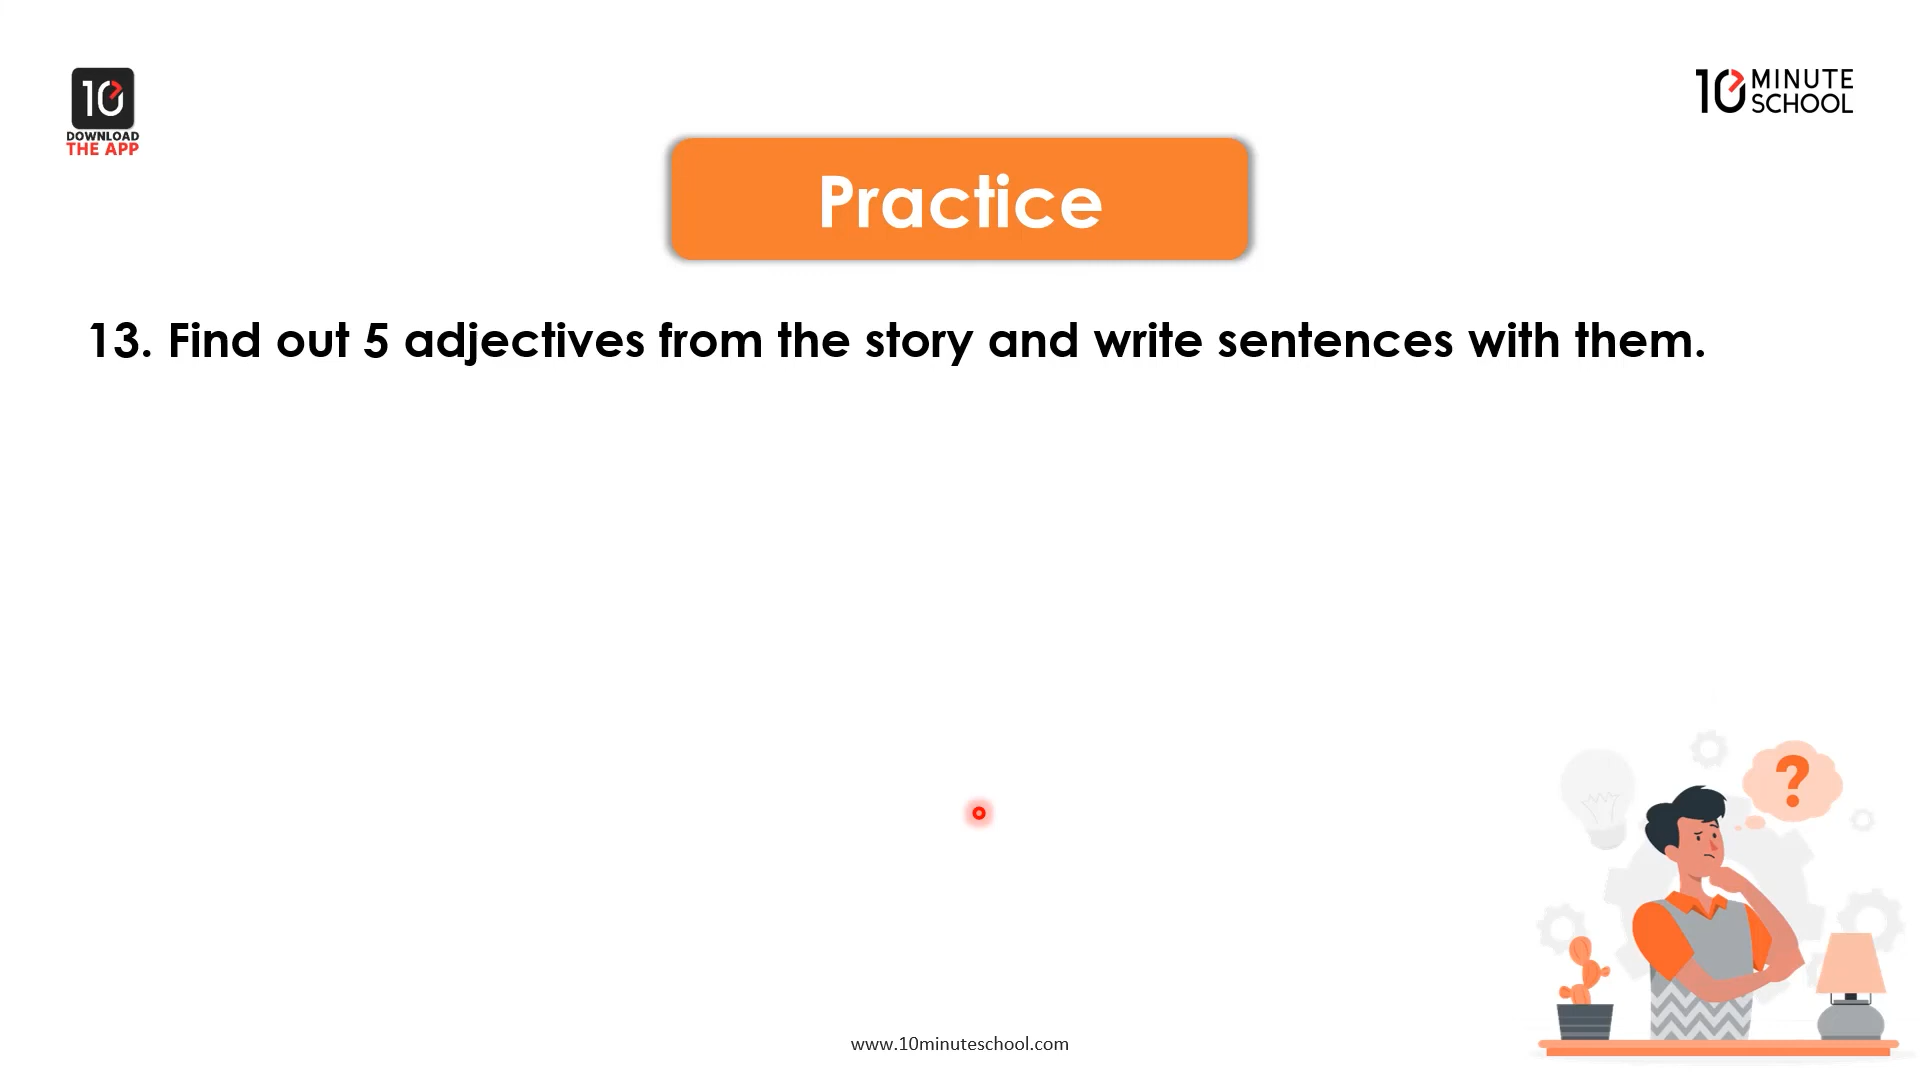 10
DOWNLOAD
THE APP
10 MINUTE
SCHOOL
Practice
13. Find out 5 adjectives from the story and write sentences with them.
?
www.10minuteschool.com